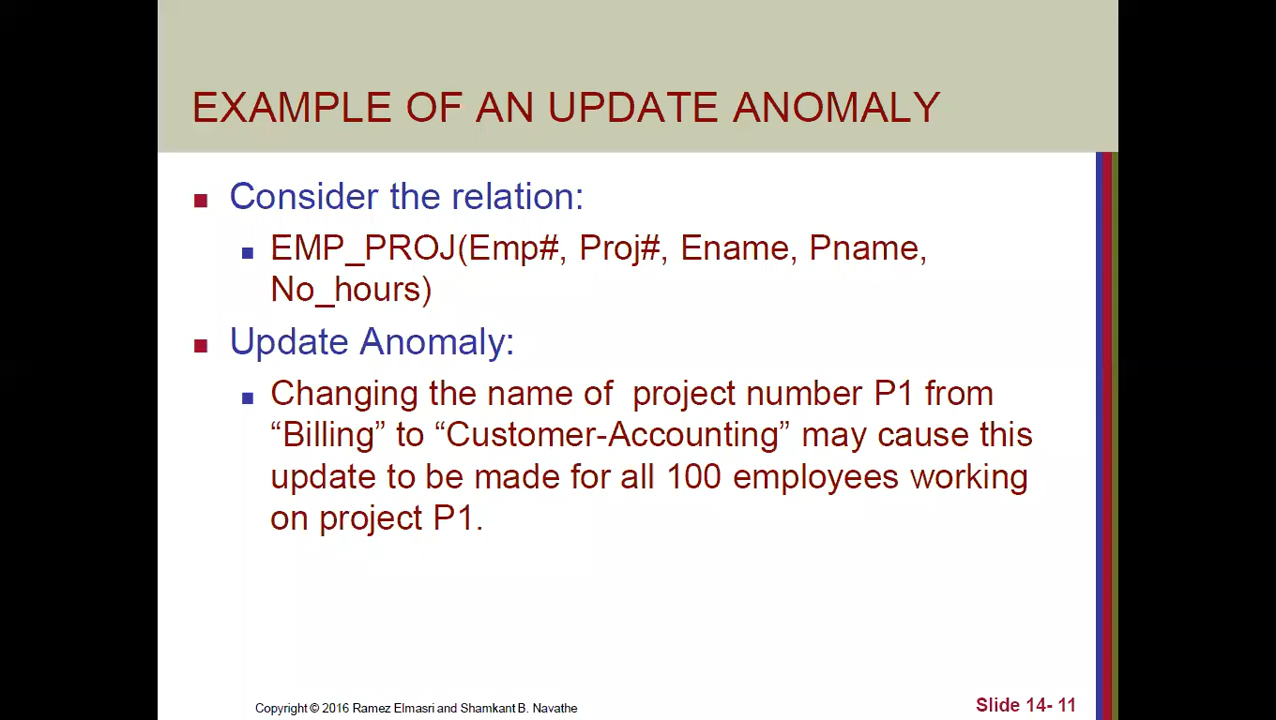 EXAMPLE OF AN UPDATE ANOMALY
Consider the relation:
EMP_PROJ(Emp#, Proj#, Ename, Pname,
No_hours)
Update Anomaly:
Changing the name of  project number P1 from
“Billing” to “Customer-Accounting” may cause this
update to be made for all 100 employees working
on project P1.
Copyright © 2016 Ramez Elmasri and Shamkant B. Navathe
Slide 14- 11